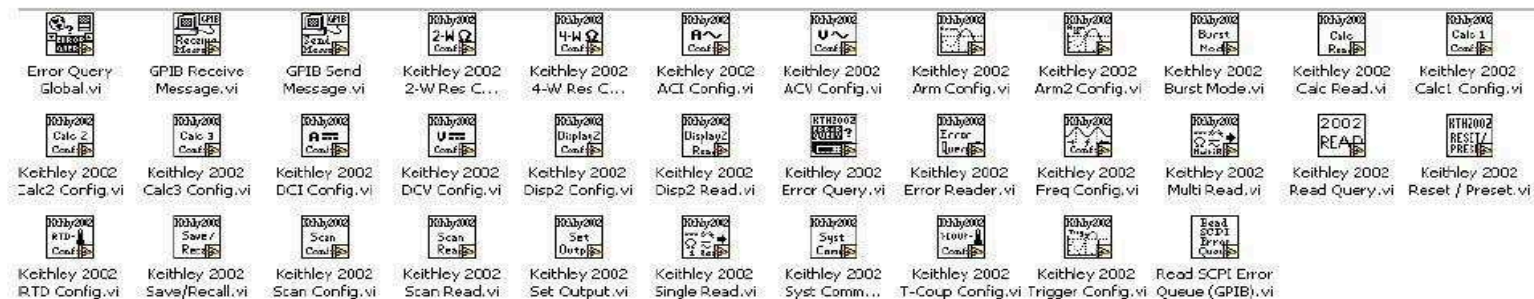 Error Query Global.vi
GPIB Receive Message.vi
GPIB Send Message.vi
Keithley 2002 2-W Res C...
Keithley 2002 4-W Res C...
Keithley 2002 ACI Config.vi
Keithley 2002 ACV Config.vi
Keithley 2002 Arm Config.vi
Keithley 2002 Arm2 Config.vi
Keithley 2002 Burst Mode.vi
Keithley 2002 Calc Read.vi
Keithley 2002 Calc1 Config.vi
Keithley 2002 Calc2 Config.vi
Keithley 2002 Calc3 Config.vi
Keithley 2002 DCI Config.vi
Keithley 2002 DCV Config.vi
Keithley 2002 Disp2 Config.vi
Keithley 2002 Disp2 Read.vi
Keithley 2002 Error Query.vi
Keithley 2002 Error Reader.vi
Keithley 2002 Freq Config.vi
Keithley 2002 Multi Read.vi
Keithley 2002 Read Query.vi
Keithley 2002 Reset / Preset.vi
Keithley 2002 RTD Config.vi
Keithley 2002 Save/Recall.vi
Keithley 2002 Scan Config.vi
Keithley 2002 Scan Read.vi
Keithley 2002 Set Output.vi
Keithley 2002 Single Read.vi
Keithley 2002 Syst Comm...
Keithley 2002 T-Coup Config.vi
Keithley 2002 Trigger Config.vi
Read SCPI Error Queue (GPIB).vi